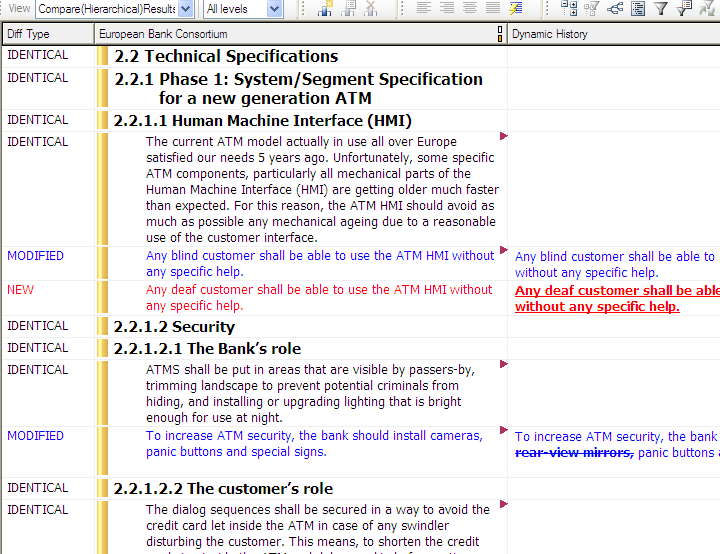 View Compare(Hierarchical)Results All levels
Diff Type European Bank Consortium Dynamic History
IDENTICAL 2.2 Technical Specifications
IDENTICAL 2.2.1 Phase 1: System/Segment Specification
for a new generation ATM
IDENTICAL 2.2.1.1 Human Machine Interface (HMI)
IDENTICAL The current ATM model actually in use all over Europe
satisfied our needs 5 years ago. Unfortunately, some specific
ATM components, particularly all mechanical parts of the
Human Machine Interface (HMI) are getting older much faster
than expected. For this reason, the ATM HMI should avoid as
much as possible any mechanical ageing due to a reasonable
use of the customer interface.
MODIFIED Any blind customer shall be able to use the ATM HMI without Any blind customer shall be able to
any specific help. without any specific help.
NEW Any deaf customer shall be able to use the ATM HMI without Any deaf customer shall be able
any specific help. without any specific help.
IDENTICAL 2.2.1.2 Security
IDENTICAL 2.2.1.2.1 The Bank's role
IDENTICAL ATMS shall be put in areas that are visible by passers-by,
trimming landscape to prevent potential criminals from
hiding, and installing or upgrading lighting that is bright
enough for use at night.
MODIFIED To increase ATM security, the bank should install cameras, To increase ATM security, the bank
panic buttons and special signs. rear-view mirrors, panic buttons a
IDENTICAL 2.2.1.2.2 The customer's role
IDENTICAL The dialog sequences shall be secured in a way to avoid the
credit card let inside the ATM in case of any swindler
disturbing the customer. This means, to shorten the credit